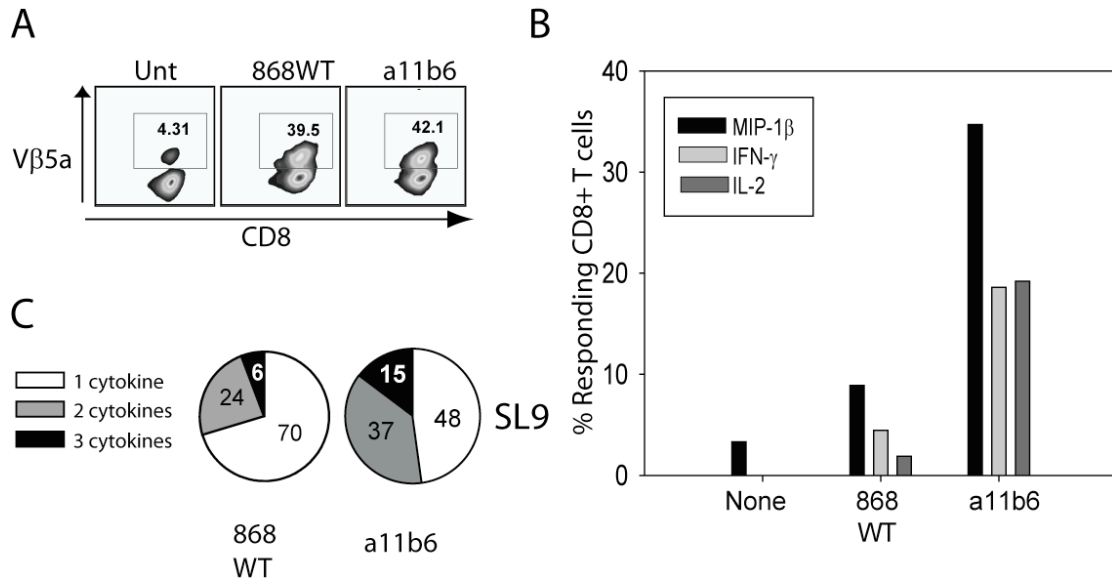 A
Unt 868WT a11b6
4.31 39.5 42.1
Vβ5a
CD8
B
% Responding CD8+ T cells
40
30
20
10
0
MIP-1β
IFN-γ
IL-2
None 868 WT a11b6
C
1 cytokine
2 cytokines
3 cytokines
6
24
70
15
37
48
SL9
868
WT
a11b6